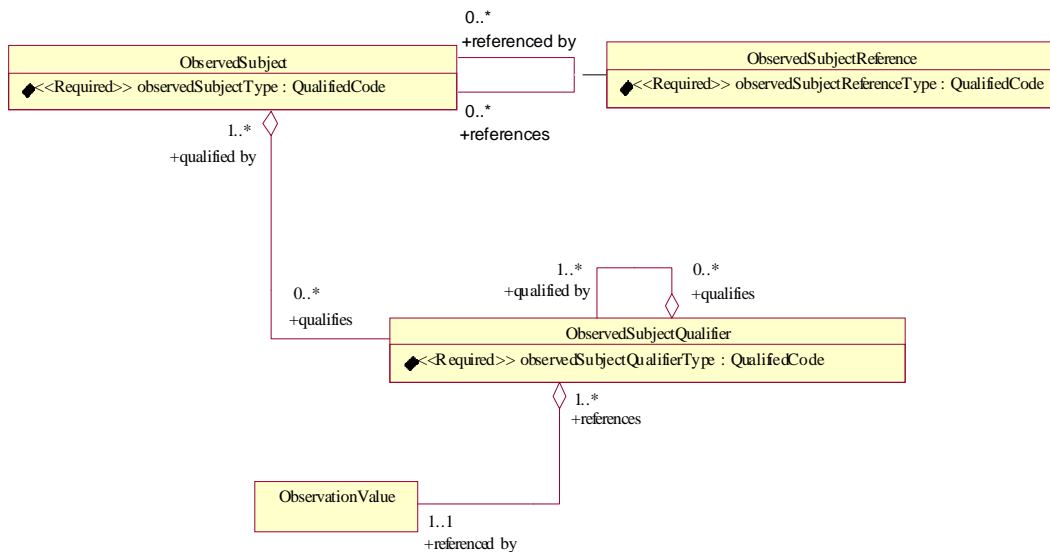 0..*
+referenced by
ObservedSubject
<<Required>> observedSubjectType : QualifiedCode
ObservedSubjectReference
<<Required>> observedSubjectReferenceType : QualifiedCode
0..*
+references
1..*
+qualified by
1..*
+qualified by
0..*
+qualifies
0..*
+qualifies
ObservedSubjectQualifier
<<Required>> observedSubjectQualifierType : QualifiedCode
1..*
+references
ObservationValue
1..1
+referenced by